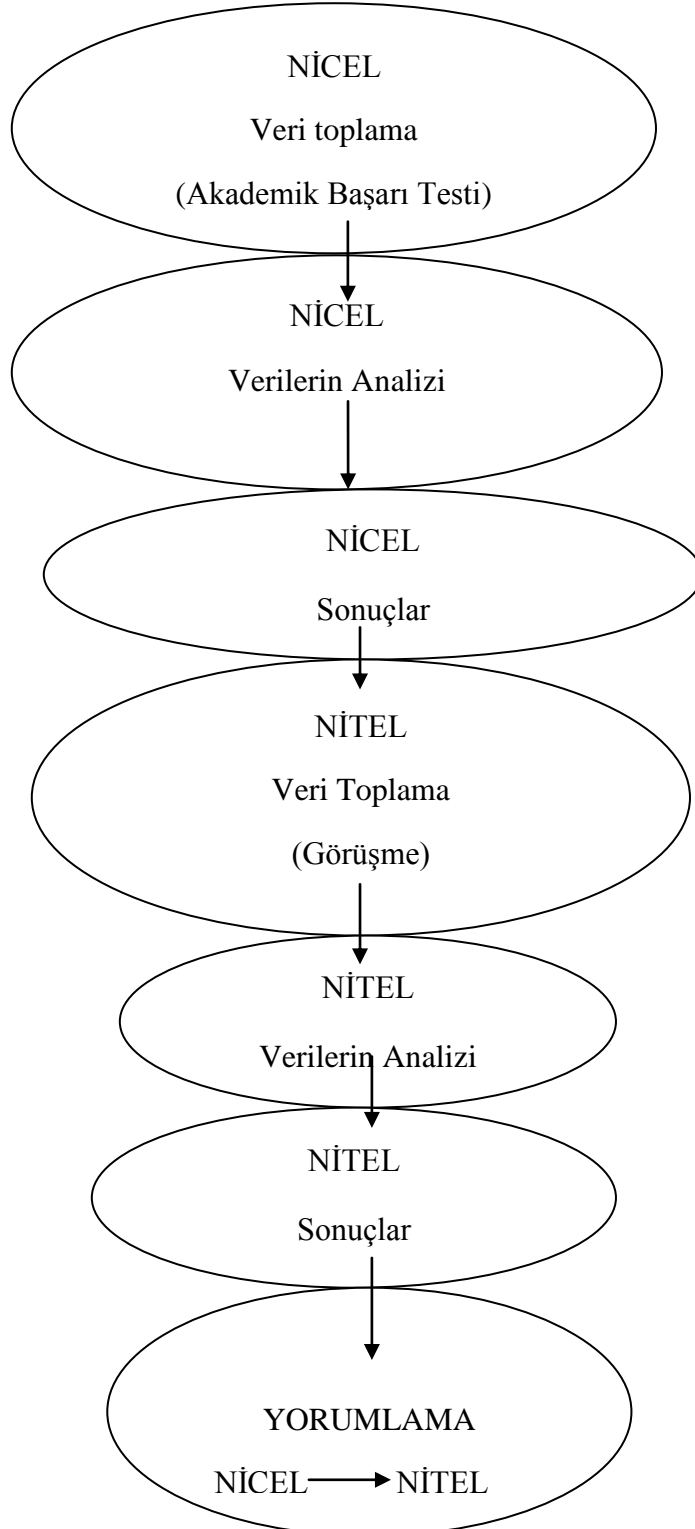 NİCEL
Veri toplama
(Akademik Başarı Testi)
NİCEL
Verilerin Analizi
NİCEL
Sonuçlar
NİTEL
Veri Toplama
(Görüşme)
NİTEL
Verilerin Analizi
NİTEL
Sonuçlar
YORUMLAMA
NİCEL NİTEL